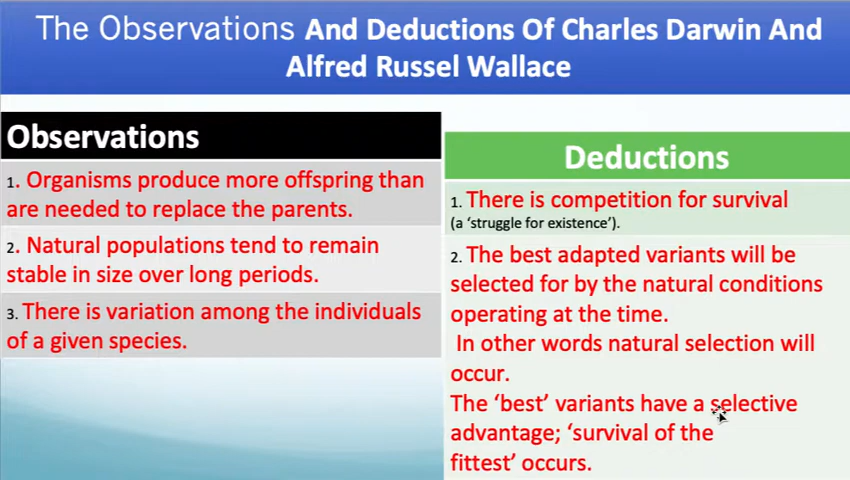 The Observations And Deductions Of Charles Darwin And
Alfred Russel Wallace
Observations
1. Organisms produce more offspring than
are needed to replace the parents.
2. Natural populations tend to remain
stable in size over long periods.
3. There is variation among the individuals
of a given species.
Deductions
1. There is competition for survival
(a ‘struggle for existence’).
2. The best adapted variants will be
selected for by the natural conditions
operating at the time.
In other words natural selection will
occur.
The ‘best’ variants have a selective
advantage; ‘survival of the
fittest’ occurs.